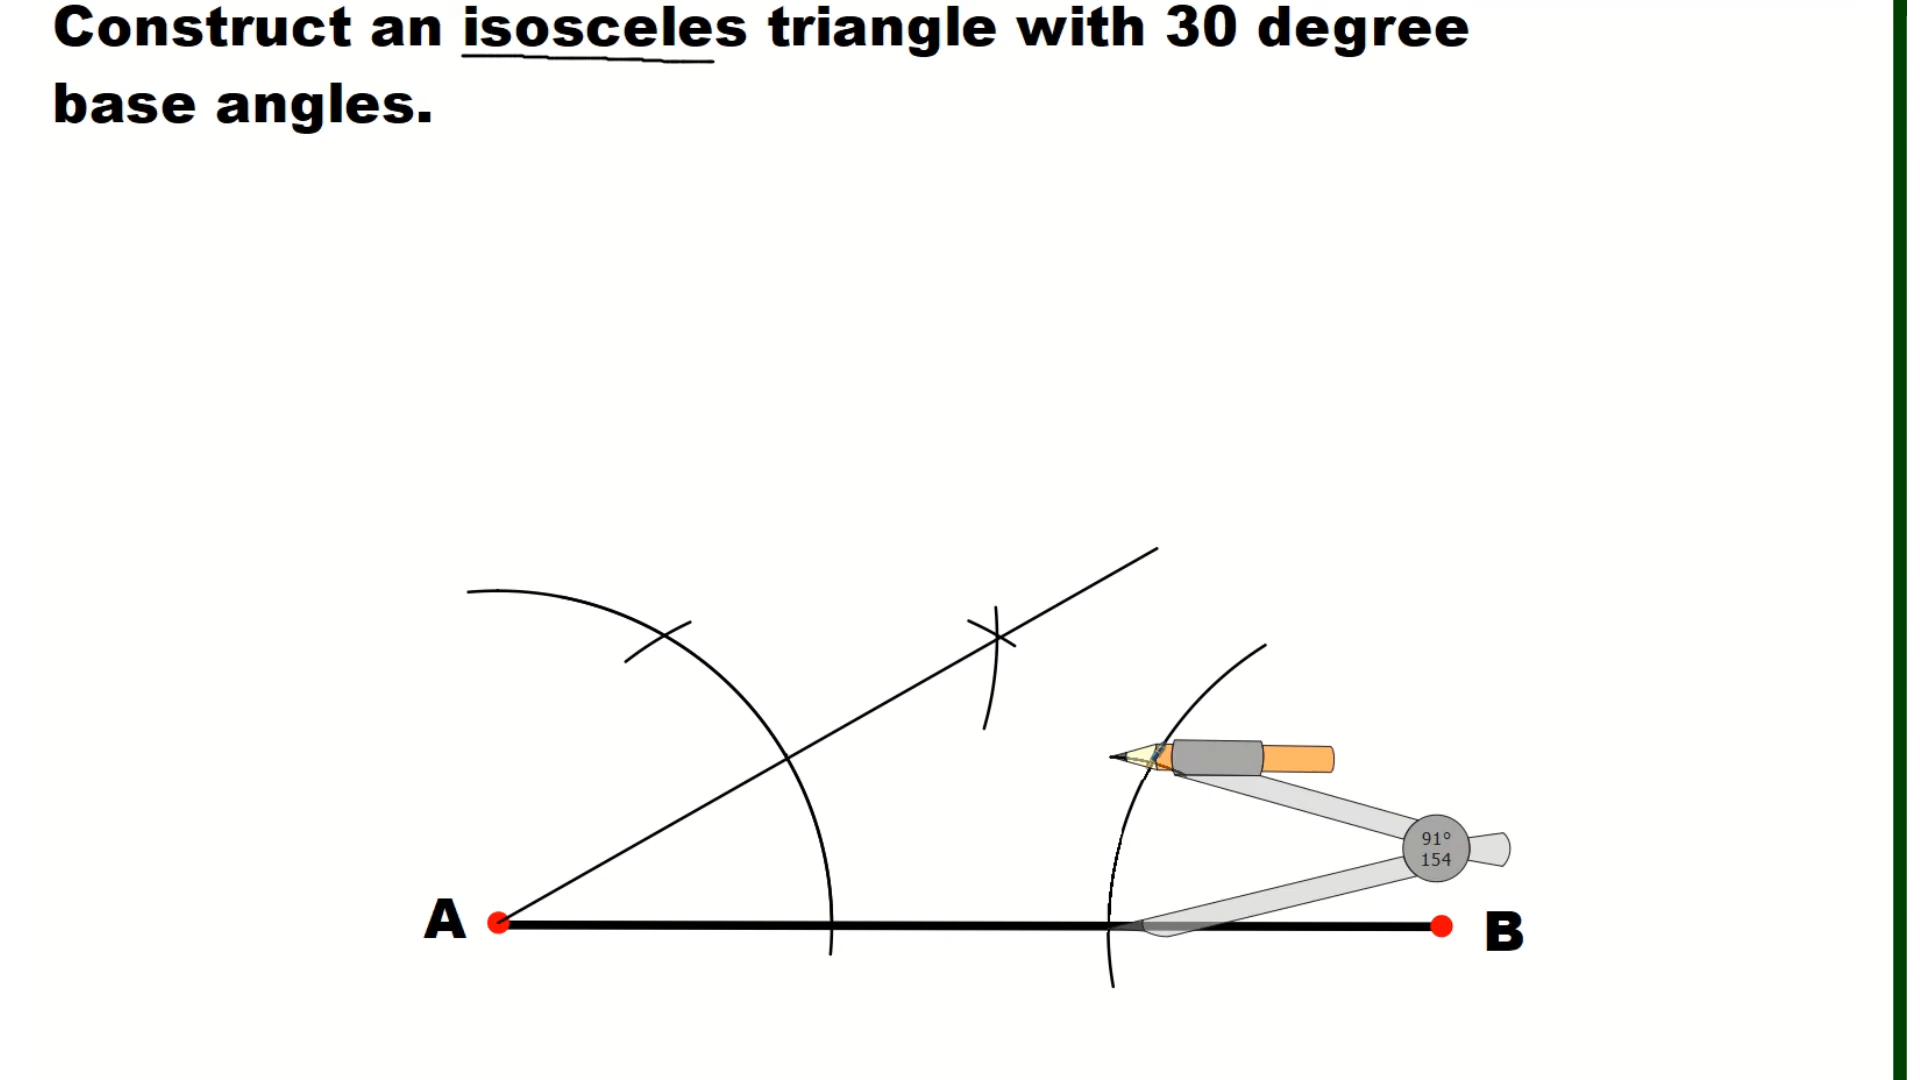 Construct an isosceles triangle with 30 degree
base angles.
91°
154
A
B